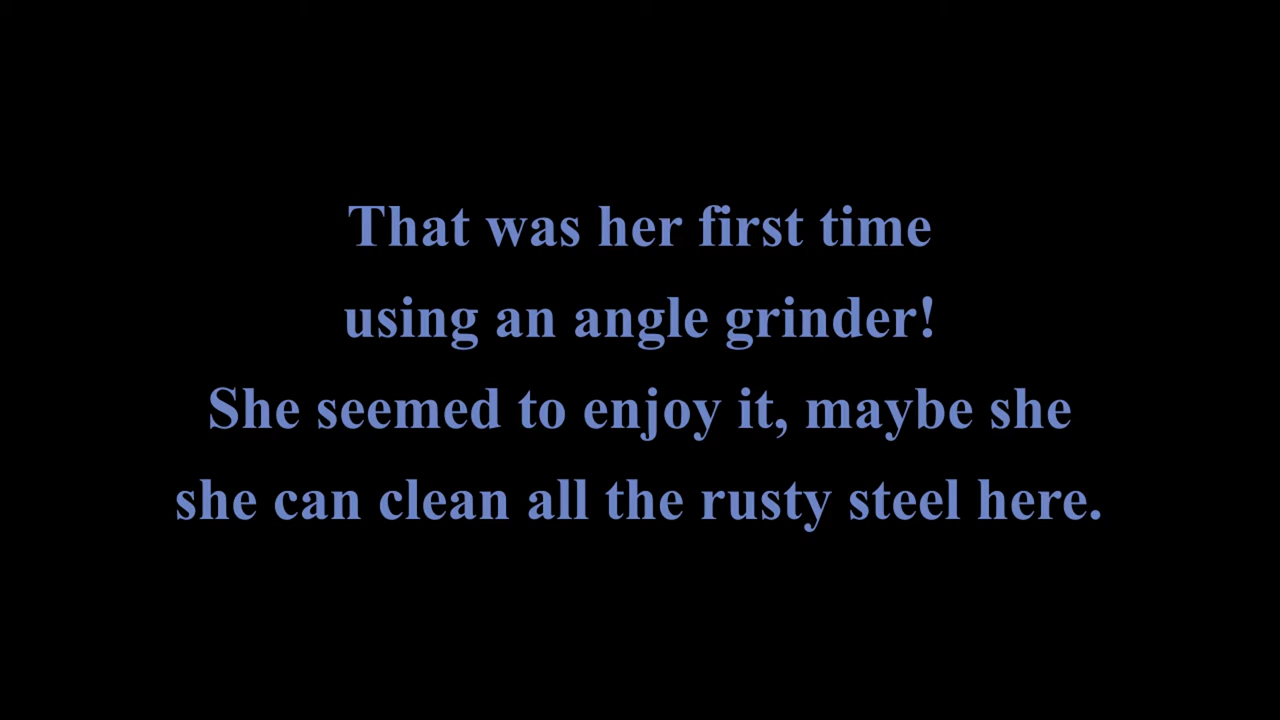 That was her first time
using an angle grinder!
She seemed to enjoy it, maybe she
she can clean all the rusty steel here.